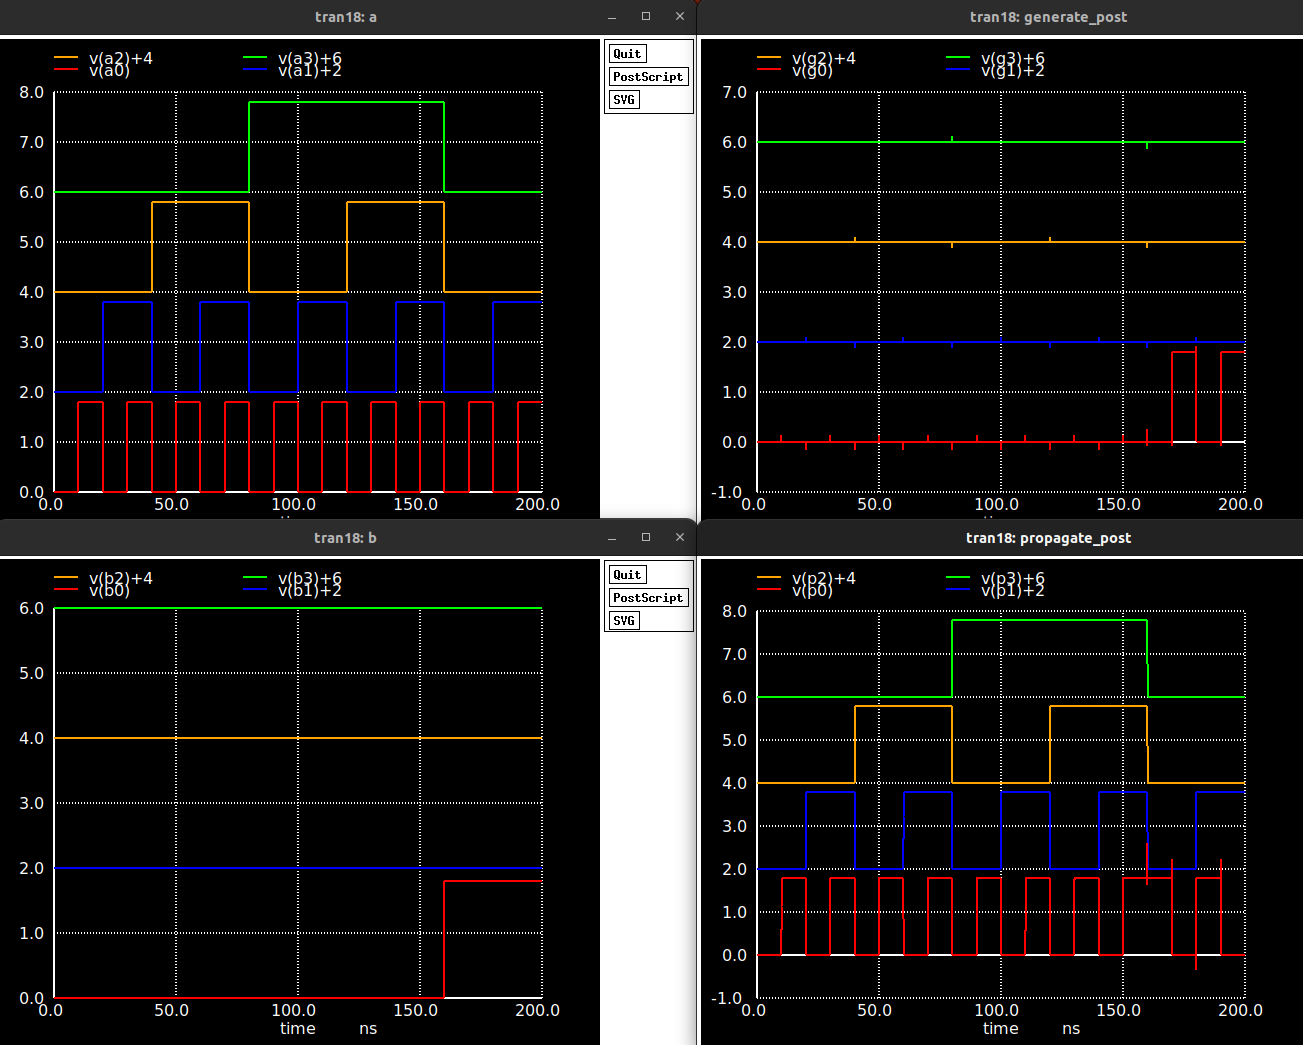 tran18: a
v(a2)+4 v(a3)+6
v(a0) v(a1)+2
8.0
7.0
6.0
5.0
4.0
3.0
2.0
1.0
0.0
0.0 50.0 100.0 150.0 200.0
Quit
PostScript
SVG
tran18: generate_post
v(g2)+4 v(g3)+6
v(g0) v(g1)+2
7.0
6.0
5.0
4.0
3.0
2.0
1.0
0.0
-1.0
0.0 50.0 100.0 150.0 200.0
tran18: b
v(b2)+4 v(b3)+6
v(b0) v(b1)+2
6.0
5.0
4.0
3.0
2.0
1.0
0.0
0.0 50.0 100.0 150.0 200.0
time ns
Quit
PostScript
SVG
tran18: propagate_post
v(p2)+4 v(p3)+6
v(p0) v(p1)+2
8.0
7.0
6.0
5.0
4.0
3.0
2.0
1.0
0.0
-1.0
0.0 50.0 100.0 150.0 200.0
time ns